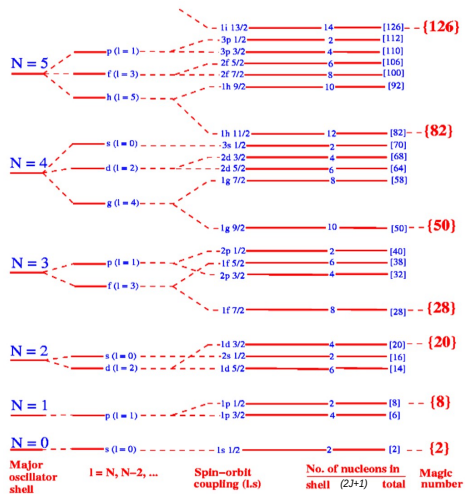 1i 13/2 14 [126] {126}
3p 1/2 2 [112]
N = 5 p (l = 1) 3p 3/2 4 [110]
2f 5/2 6 [106]
f (l = 3) 2f 7/2 8 [100]
1h 9/2 10 [92]
h (l = 5)
1h 11/2 12 [82] {82}
s (l = 0) 3s 1/2 2 [70]
2d 3/2 4 [68]
N = 4 d (l = 2) 2d 5/2 6 [64]
1g 7/2 8 [58]
g (l = 4)
1g 9/2 10 [50] {50}
2p 1/2 2 [40]
N = 3 p (l = 1) 1f 5/2 6 [38]
2p 3/2 4 [32]
f (l = 3)
1f 7/2 8 [28] {28}
1d 3/2 4 [20] {20}
N = 2 s (l = 0) 2s 1/2 2 [16]
d (l = 2) 1d 5/2 6 [14]
1p 1/2 2 [8] {8}
N = 1 p (l = 1) 1p 3/2 4 [6]
N = 0 s (l = 0) 1s 1/2 2 [2] {2}
Major
oscillator
shell
l = N, N-2, ...
Spin-orbit
coupling (l.s)
No. of nucleons in
shell (2J+1) total
Magic
number